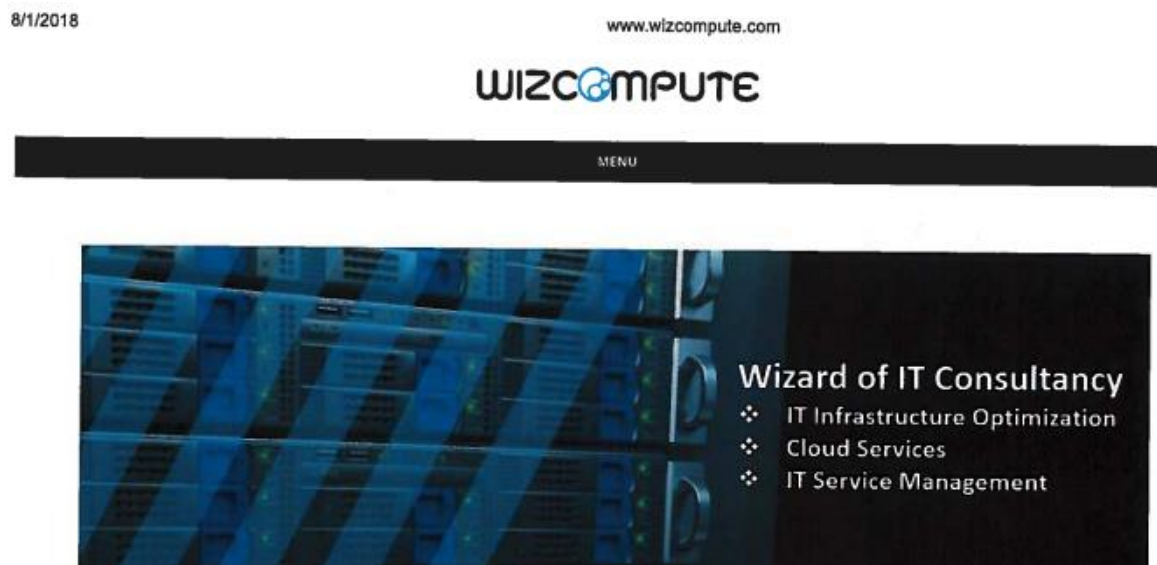 8/1/2018
www.wizcompute.com
WIZCOMPUTE
MENU
Wizard of IT Consultancy
❖ IT Infrastructure Optimization
❖ Cloud Services
❖ IT Service Management